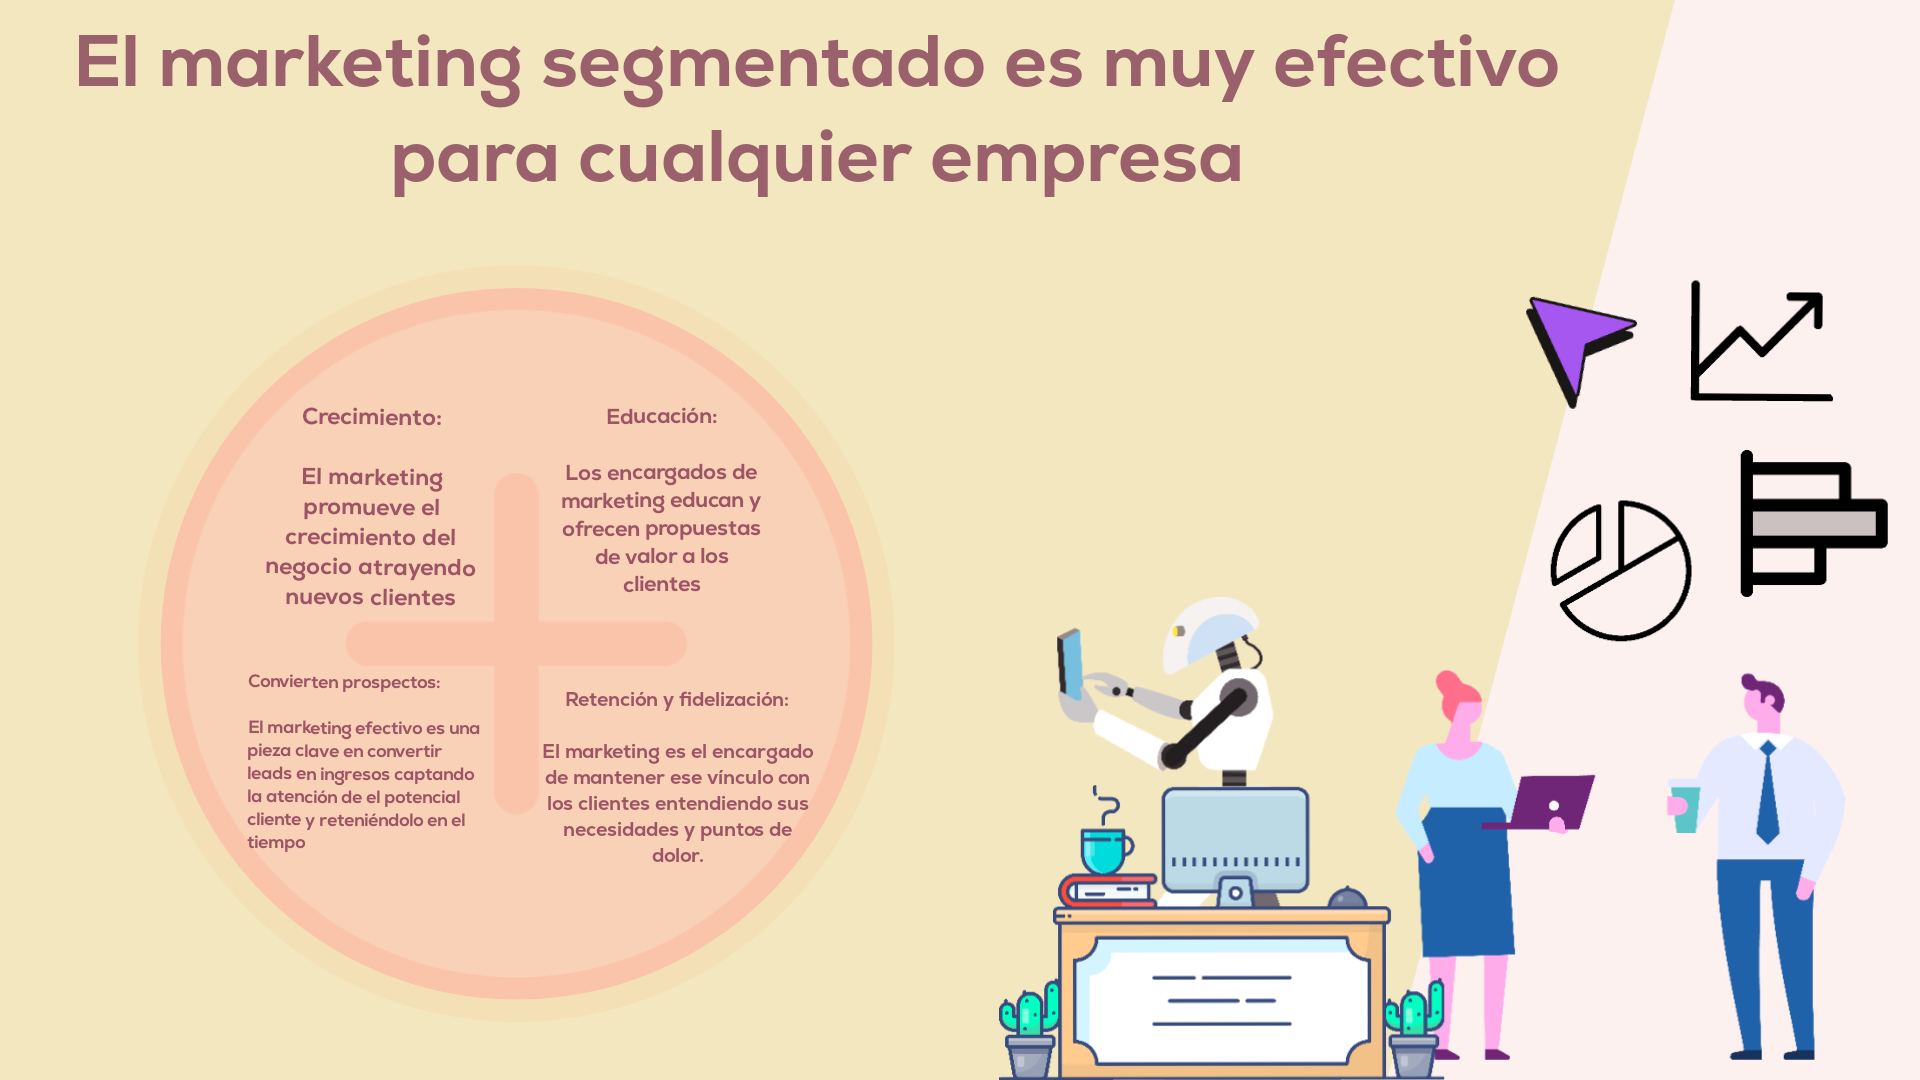 El marketing segmentado es muy efectivo
para cualquier empresa
Crecimiento:
El marketing
promueve el
crecimiento del
negocio atrayendo
nuevos clientes
Educación:
Los encargados de
marketing educan y
ofrecen propuestas
de valor a los
clientes
Convierten prospectos:
El marketing efectivo es una
pieza clave en convertir
leads en ingresos captando
la atención de el potencial
cliente y reteniéndolo en el
tiempo
Retención y fidelización:
El marketing es el encargado
de mantener ese vínculo con
los clientes entendiendo sus
necesidades y puntos de
dolor.